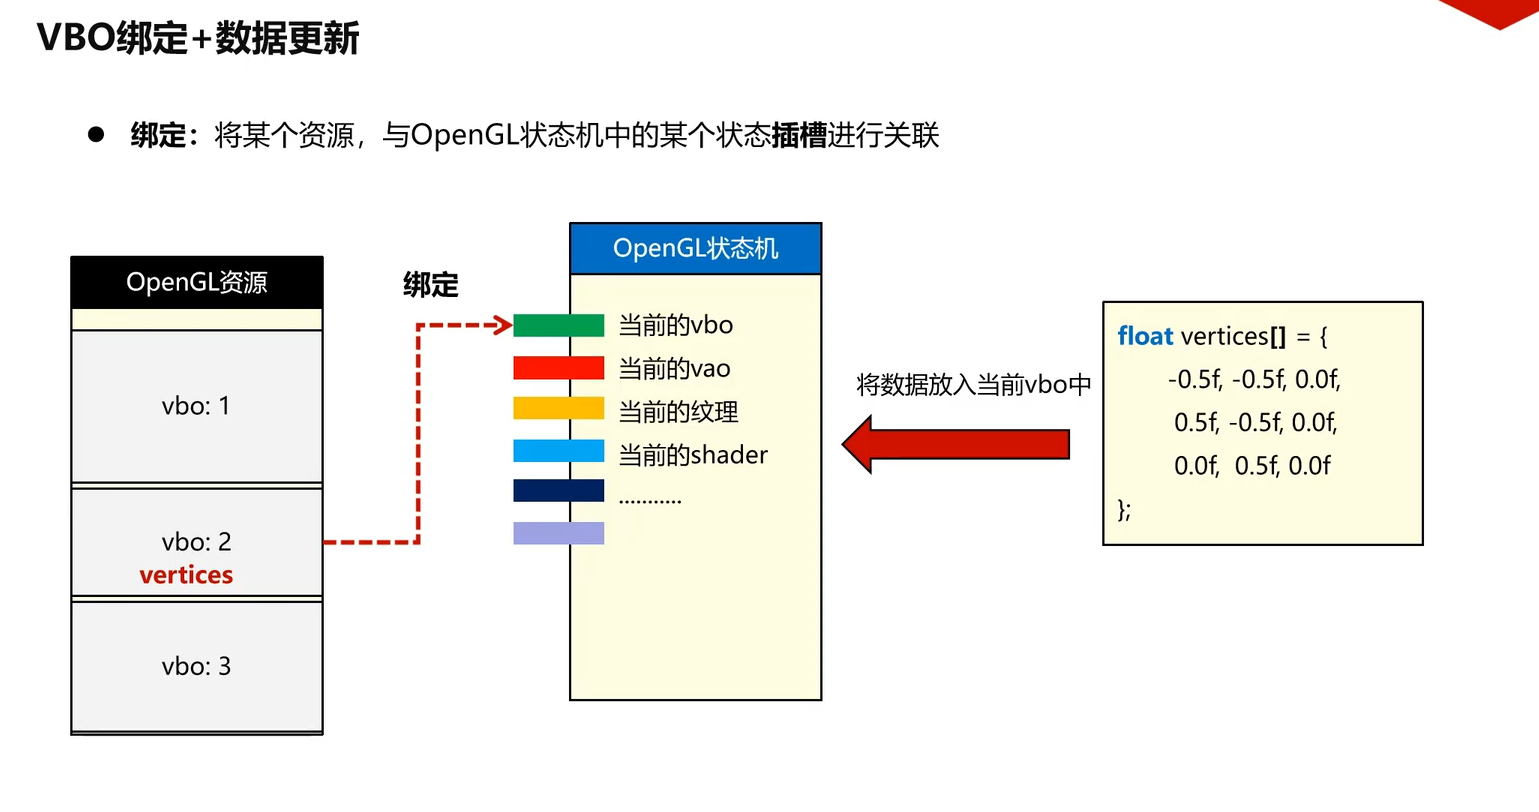 VBO绑定+数据更新
● 绑定：将某个资源，与OpenGL状态机中的某个状态插槽进行关联
OpenGL资源
vbo: 1
vbo: 2
vertices
vbo: 3
绑定
OpenGL状态机
当前的vbo
当前的vao
当前的纹理
当前的shader
...........
将数据放入当前vbo中
float vertices[] = {
-0.5f, -0.5f, 0.0f,
0.5f, -0.5f, 0.0f,
0.0f, 0.5f, 0.0f
};